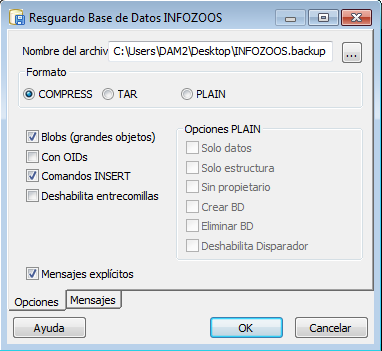 Resguardo Base de Datos INFOZOOS
Nombre del archiv C:\Users\DAM2\Desktop\INFOZOOS.backup ...
Formato
COMPRESS TAR PLAIN
Blobs (grandes objetos)
Con OIDs
Comandos INSERT
Deshabilita entrecomillas
Opciones PLAIN
Solo datos
Solo estructura
Sin propietario
Crear BD
Eliminar BD
Deshabilita Disparador
Mensajes explícitos
Opciones Mensajes
Ayuda OK Cancelar